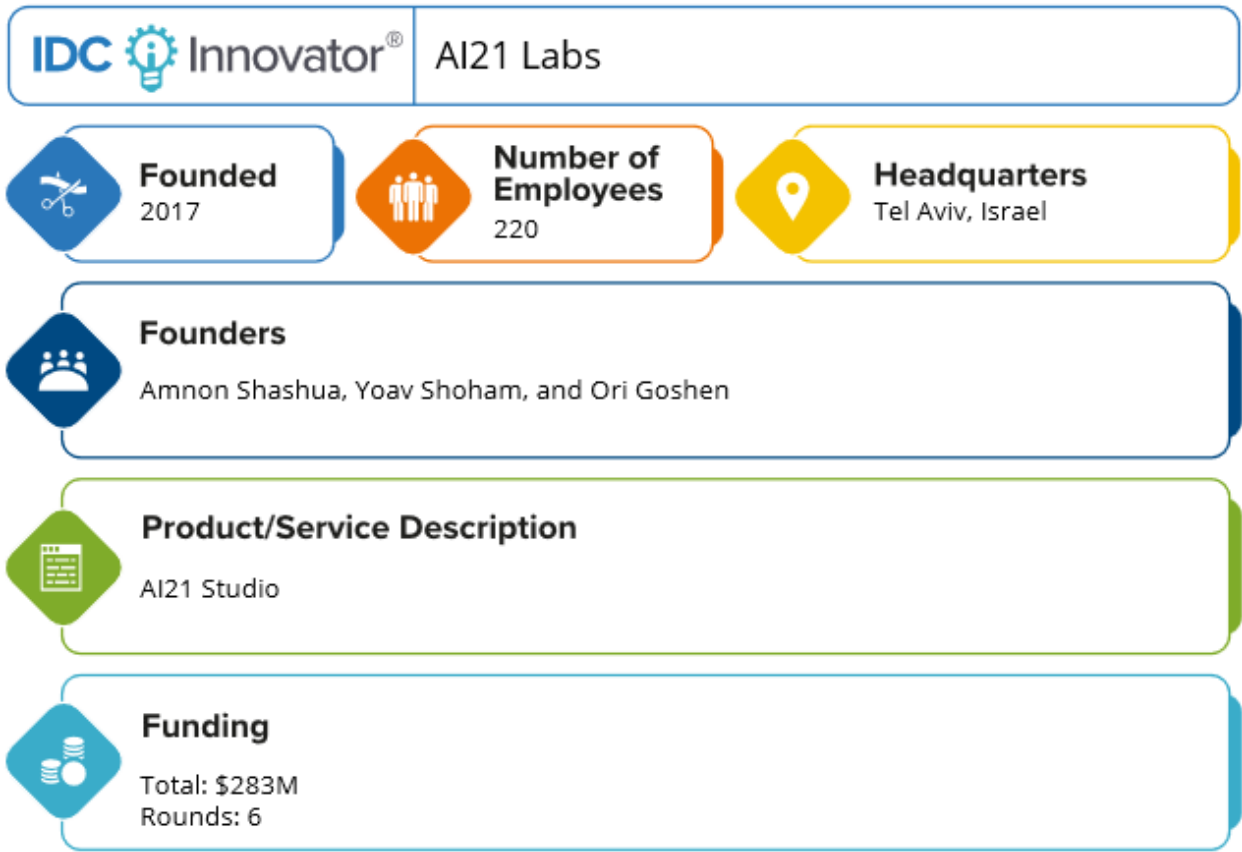 IDC Innovator® AI21 Labs
Founded
2017
Number of
Employees
220
Headquarters
Tel Aviv, Israel
Founders
Amnon Shashua, Yoav Shoham, and Ori Goshen
Product/Service Description
AI21 Studio
Funding
Total: $283M
Rounds: 6